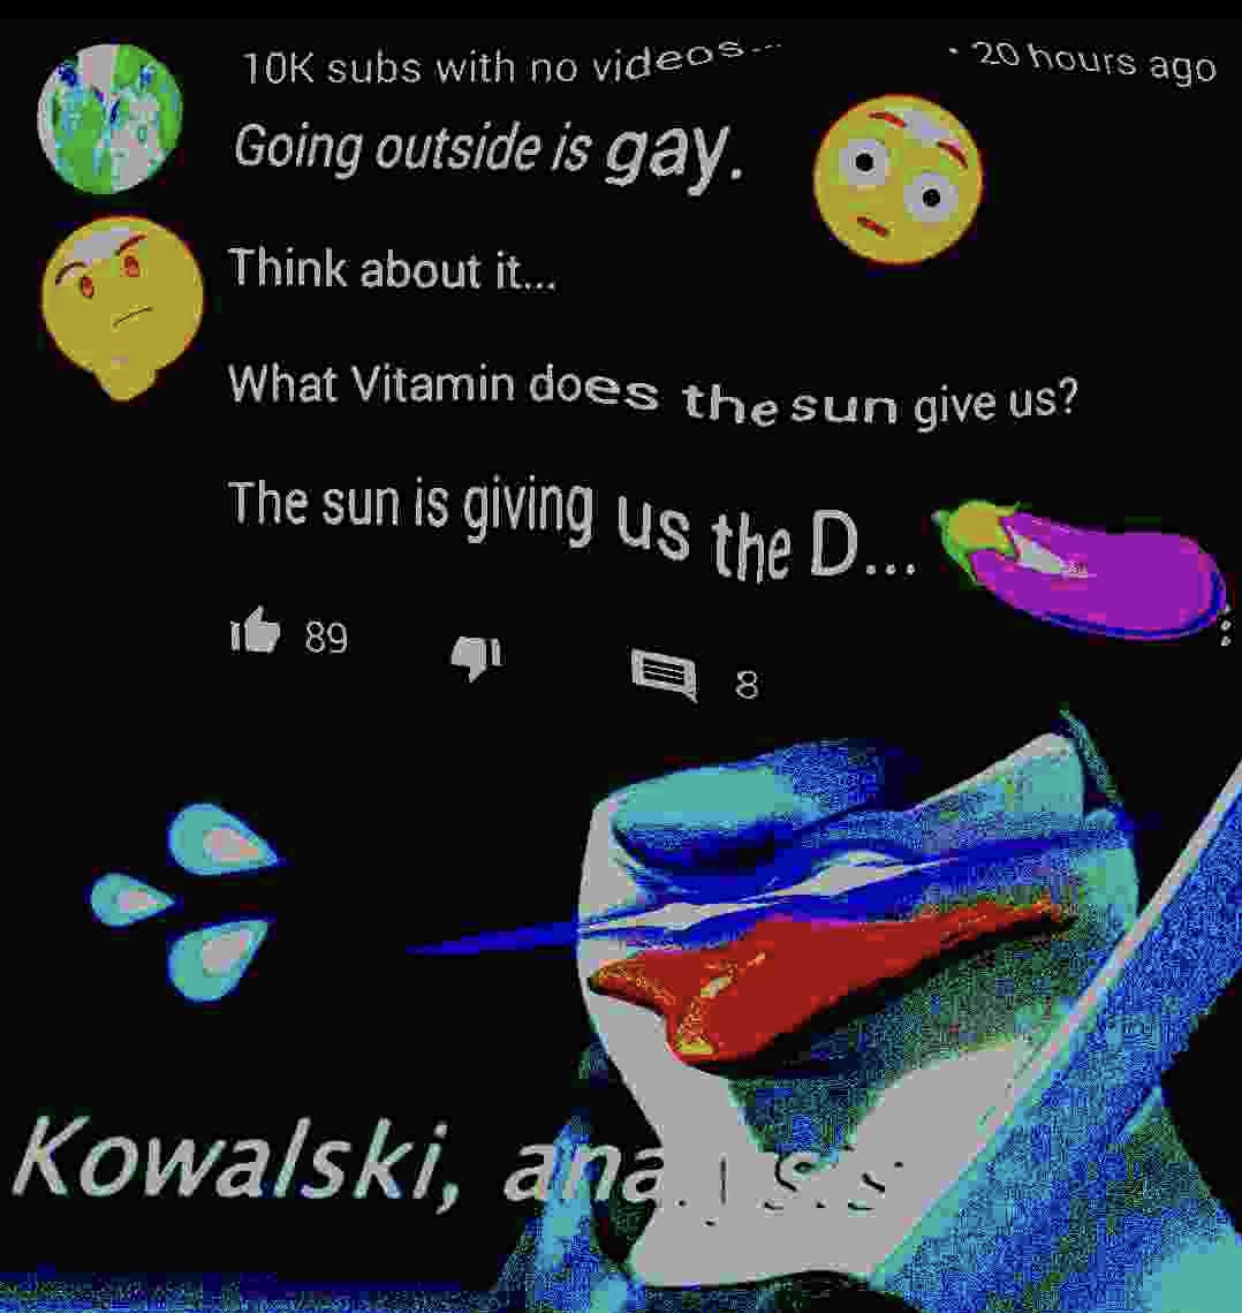 10K subs with no videos... · 20 hours ago
Going outside is gay.
Think about it...
What Vitamin does the sun give us?
The sun is giving us the D...
89 8
Kowalski, analysis